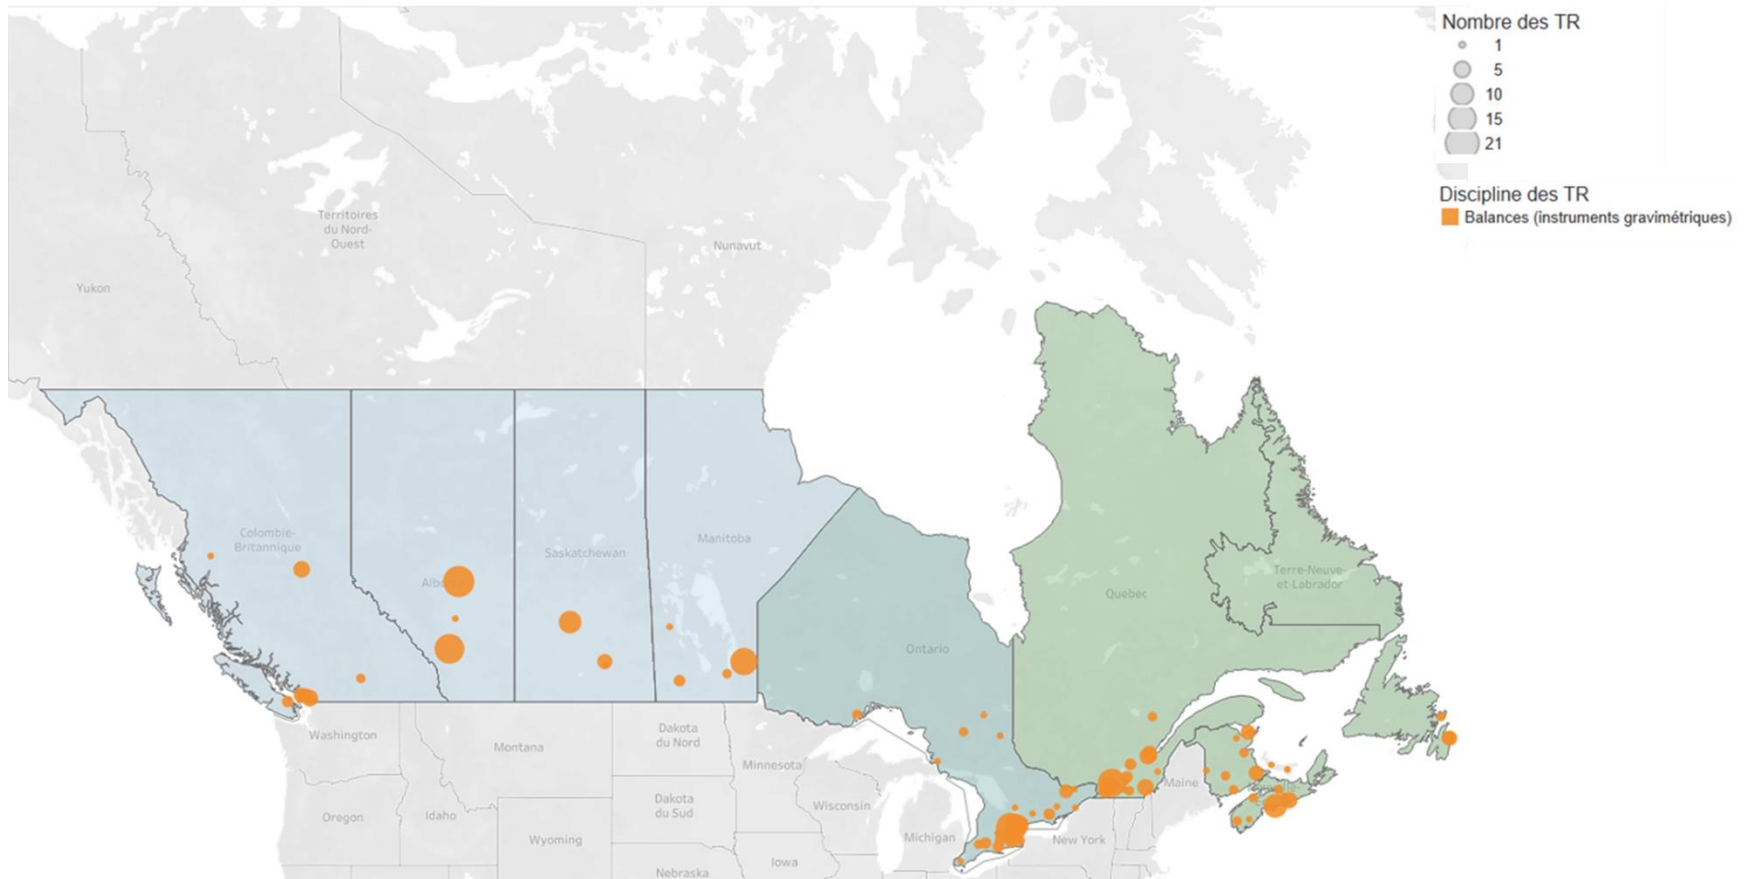 Nombre des TR
1
5
10
15
21
Discipline des TR
Balances (instruments gravimétriques)
Territoires
du Nord-
Ouest
Nunavut
Yukon
Colombie-
Britannique
Saskatchewan
Manitoba
Terre-Neuve-
et-Labrador
Quebec
Ontario
Washington
Montana
Dakota
du Nord
Minnesota
Maine
Oregon
Idaho
Dakota
du Sud
Wisconsin
Wyoming
Michigan
New York
Iowa
Nebraska